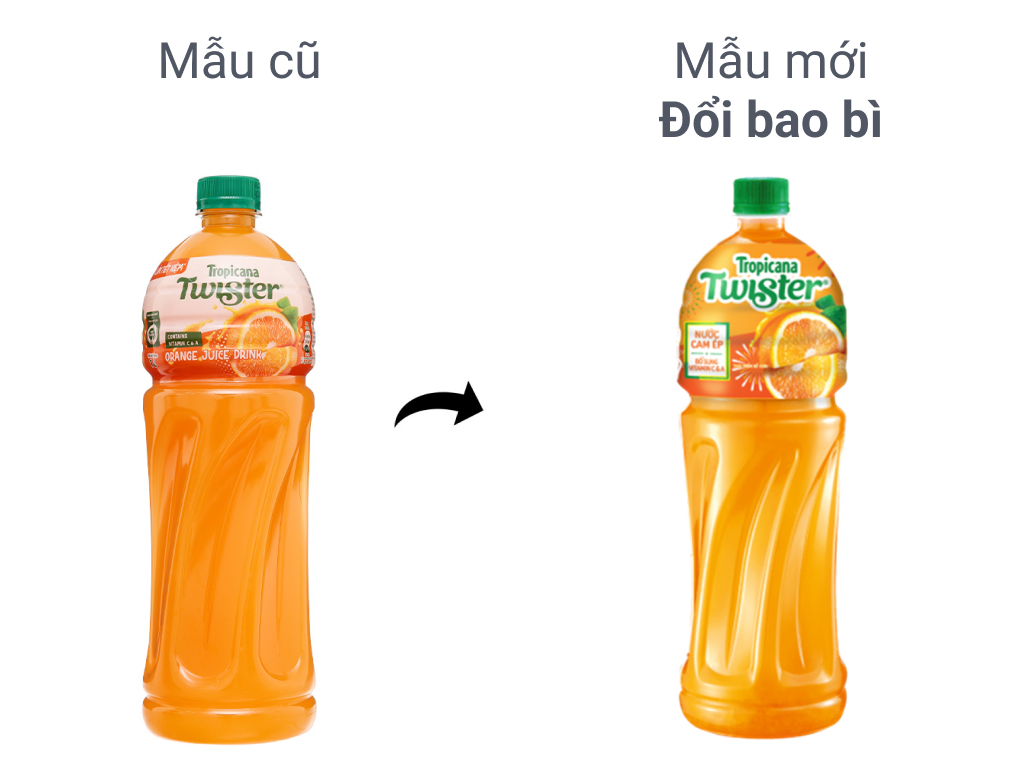 Mẫu cũ
Mẫu mới
Đổi bao bì
Tropicana
Twister
CONTAINS
VITAMIN C & A
ORANGE JUICE DRINK
Tropicana
Twister
NƯỚC
CAM ÉP
BỔ SUNG
VITAMIN C & A